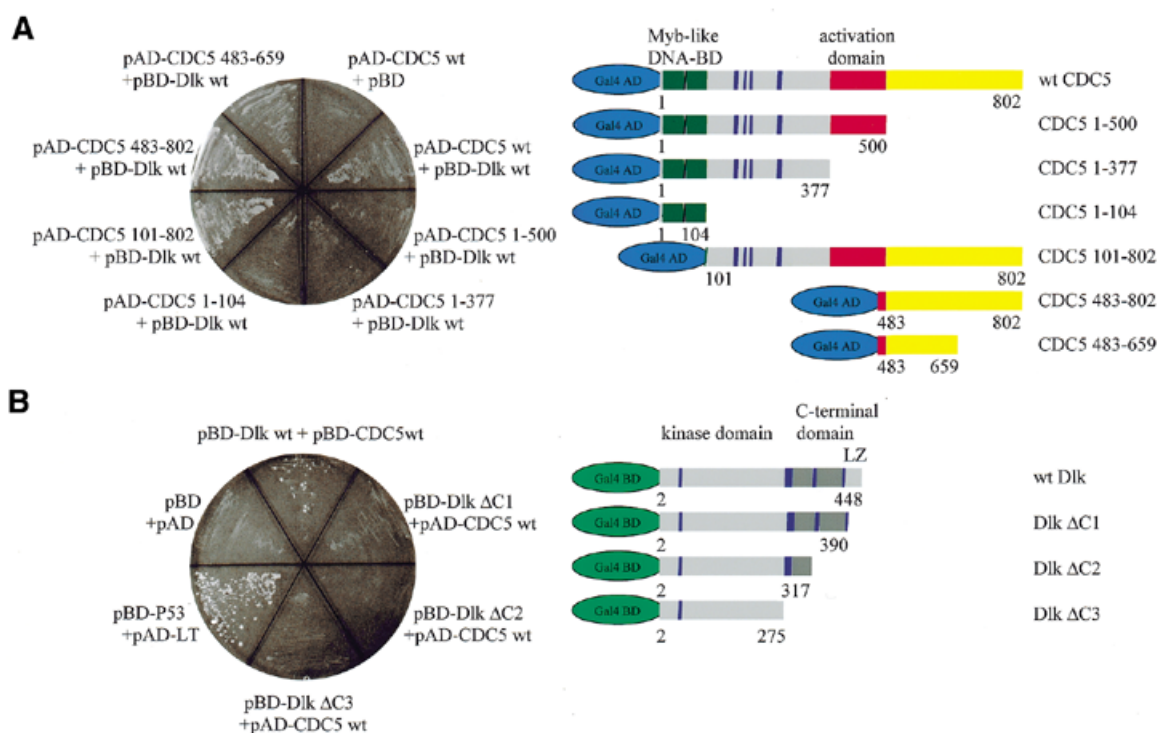 A
pAD-CDC5 483-659
+pBD-Dlk wt
pAD-CDC5 wt
+ pBD
pAD-CDC5 483-802
+ pBD-Dlk wt
pAD-CDC5 wt
+ pBD-Dlk wt
pAD-CDC5 101-802
+ pBD-Dlk wt
pAD-CDC5 1-500
+ pBD-Dlk wt
pAD-CDC5 1-104
+ pBD-Dlk wt
pAD-CDC5 1-377
+ pBD-Dlk wt
Myb-like
DNA-BD
activation
domain
Gal4 AD
wt CDC5
1
802
Gal4 AD
CDC5 1-500
1
500
Gal4 AD
CDC5 1-377
1
377
Gal4 AD
CDC5 1-104
1
104
Gal4 AD
CDC5 101-802
101
802
Gal4 AD
CDC5 483-802
483
802
Gal4 AD
CDC5 483-659
483
659
B
pBD-Dlk wt + pBD-CDC5wt
pBD
+pAD
pBD-Dlk ΔC1
+pAD-CDC5 wt
pBD-P53
+pAD-LT
pBD-Dlk ΔC2
+pAD-CDC5 wt
pBD-Dlk ΔC3
+pAD-CDC5 wt
kinase domain
C-terminal
domain
LZ
Gal4 BD
wt Dlk
2
448
Gal4 BD
Dlk ΔC1
2
390
Gal4 BD
Dlk ΔC2
2
317
Gal4 BD
Dlk ΔC3
2
275